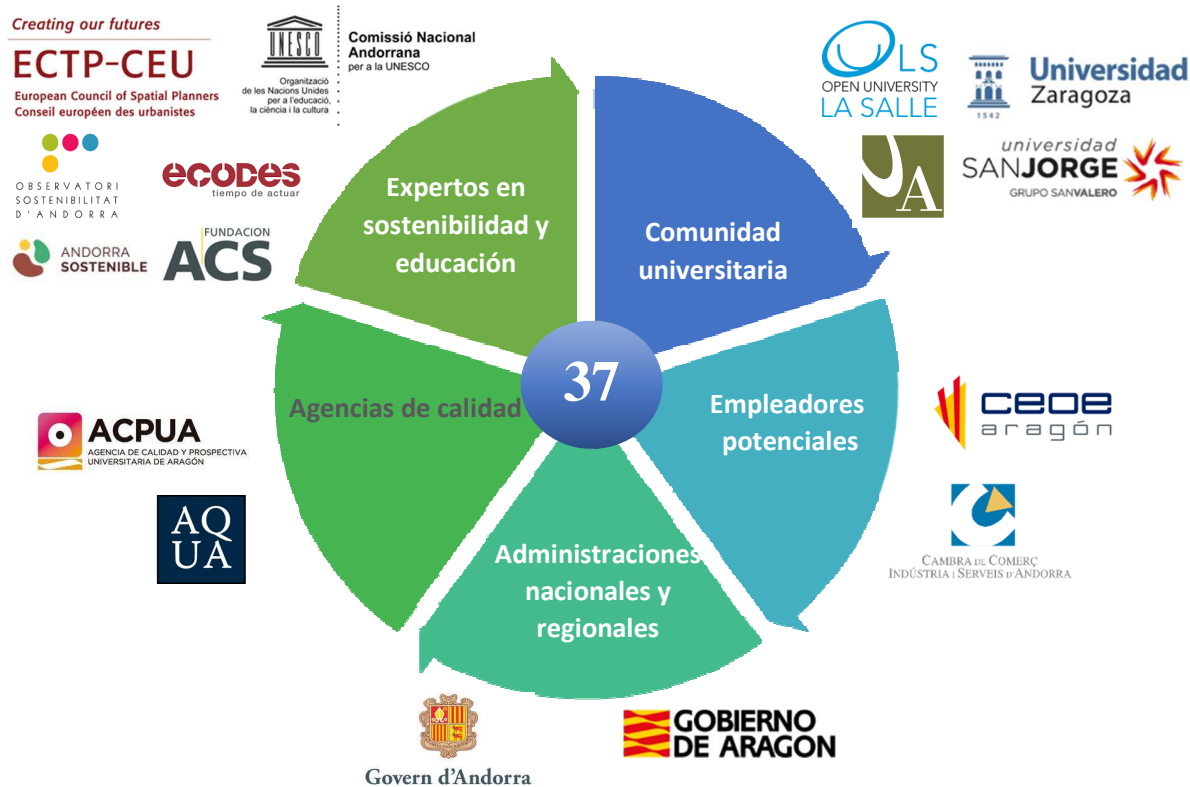 Creating our futures
ECTP-CEU
European Council of Spatial Planners
Conseil européen des urbanistes
UNESCO
Organització
de les Nacions Unides
per a l'educació,
la ciència i la cultura
Comissió Nacional
Andorrana
per a la UNESCO
OBSERVATORI
SOSTENIBILITAT
D'ANDORRA
ecodes
tiempo de actuar
ANDORRA
SOSTENIBLE
FUNDACION
ACS
ULS
OPEN UNIVERSITY
LA SALLE
1542
Universidad
Zaragoza
UA
universidad
SANJORGE
GRUPO SANVALERO
Expertos en
sostenibilidad y
educación
Comunidad
universitaria
37
Agencias de calidad
Empleadores
potenciales
Administraciones
nacionales y
regionales
ACPUA
AGENCIA DE CALIDAD Y PROSPECTIVA
UNIVERSITARIA DE ARAGÓN
AQ
UA
ceoe
aragón
CAMBRA DE COMERÇ
INDÚSTRIA I SERVEIS D'ANDORRA
Govern d'Andorra
GOBIERNO
DE ARAGON